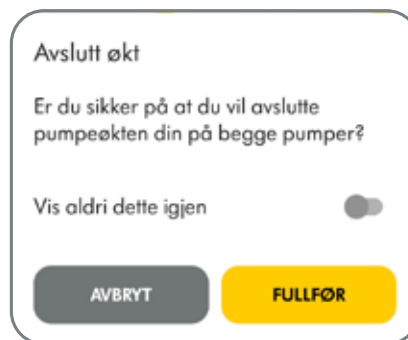 Avslutt økt
Er du sikker på at du vil avslutte
pumpeøkten din på begge pumper?
Vis aldri dette igjen
AVBRYT FULLFØR